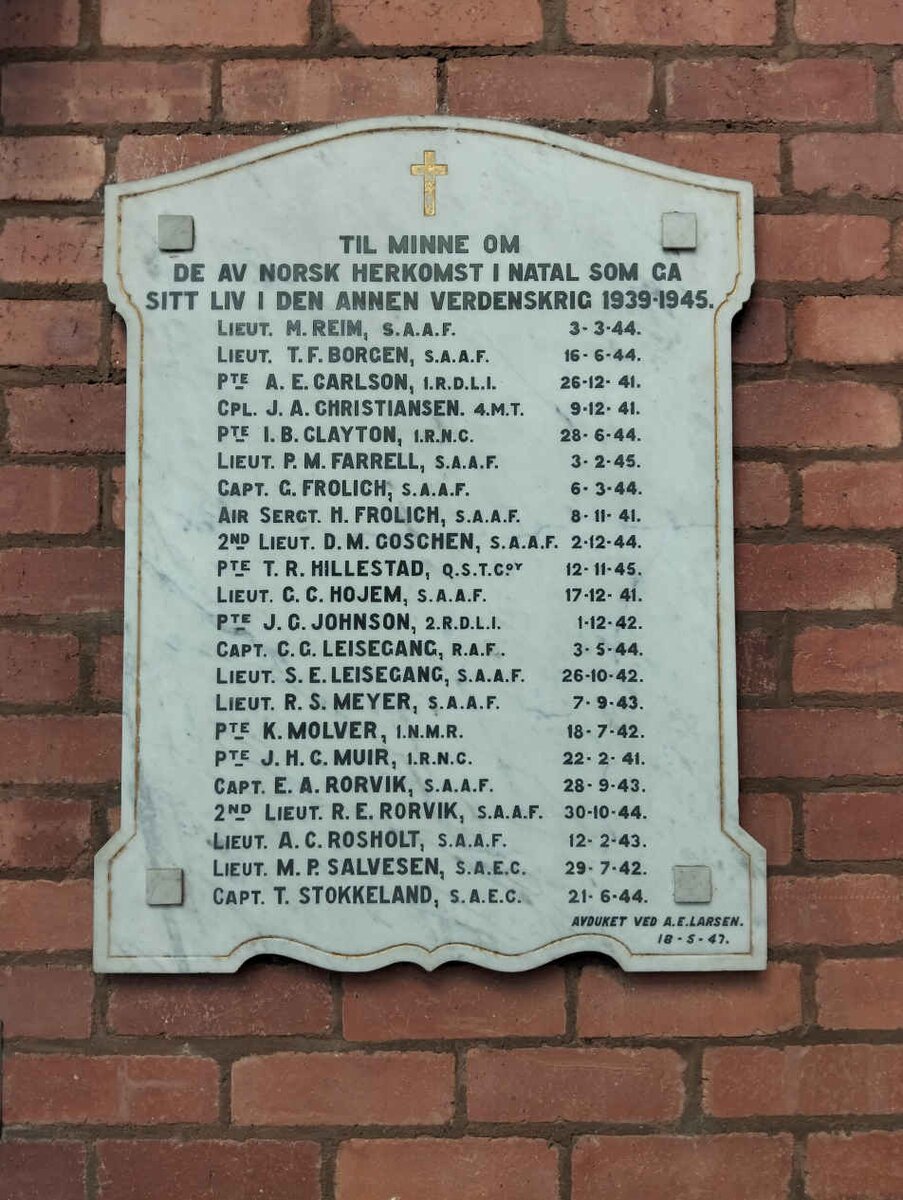 TIL MINNE OM
DE AV NORSK HERKOMST I NATAL SOM GA
SITT LIV I DEN ANNEN VERDENSKRIG 1939-1945.
LIEUT. M. REIM, S.A.A.F. 3-3-44.
LIEUT. T. F. BORGEN, S.A.A.F. 16-6-44.
PTE A. E. CARLSON, 1.R.D.L.I. 26-12-41.
CPL. J. A. CHRISTIANSEN. 4.M.T. 9-12-41.
PTE I. B. CLAYTON, 1.R.N.C. 28-6-44.
LIEUT. P. M. FARRELL, S.A.A.F. 3-2-45.
CAPT. G. FROLICH, S.A.A.F. 6-3-44.
AIR SERGT. H. FROLICH, S.A.A.F. 8-11-41.
2ND LIEUT. D. M. GOSCHEN, S.A.A.F. 2-12-44.
PTE T. R. HILLESTAD, Q.S.T.COY 12-11-45.
LIEUT. C. C. HOJEM, S.A.A.F. 17-12-41.
PTE J. G. JOHNSON, 2.R.D.L.I. 1-12-42.
CAPT. C. G. LEISEGANG, R.A.F. 3-5-44.
LIEUT. S. E. LEISEGANG, S.A.A.F. 26-10-42.
LIEUT. R. S. MEYER, S.A.A.F. 7-9-43.
PTE K. MOLVER, 1.N.M.R. 18-7-42.
PTE J. H. G. MUIR, 1.R.N.C. 22-2-41.
CAPT. E. A. RORVIK, S.A.A.F. 28-9-43.
2ND LIEUT. R. E. RORVIK, S.A.A.F. 30-10-44.
LIEUT. A. C. ROSHOLT, S.A.A.F. 12-2-43.
LIEUT. M. P. SALVESEN, S.A.E.C. 29-7-42.
CAPT. T. STOKKELAND, S.A.E.C. 21-6-44.
AVDUKET VED A.E.LARSEN.
18-5-47.